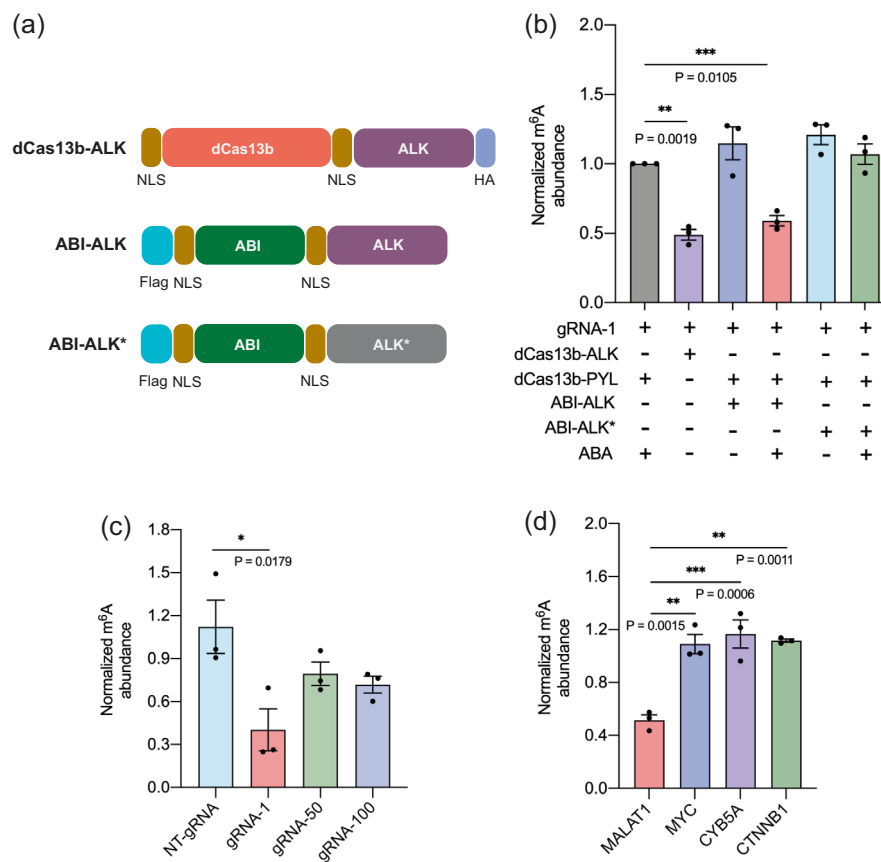 (a)
dCas13b-ALK
dCas13b
ALK
NLS
NLS
HA
ABI-ALK
ABI
ALK
Flag
NLS
NLS
ABI-ALK*
ABI
ALK*
Flag
NLS
NLS
(b)
Normalized m⁶A
abundance
2.0
1.5
1.0
0.5
0.0
***
P = 0.0105
**
P = 0.0019
gRNA-1 + + + + + +
dCas13b-ALK - + - - - -
dCas13b-PYL + - + + + +
ABI-ALK - - + + - -
ABI-ALK* - - - - + +
ABA + - - + - +
(c)
Normalized m⁶A
abundance
1.8
1.5
1.2
0.9
0.6
0.3
0.0
*
P = 0.0179
NT-gRNA
gRNA-1
gRNA-50
gRNA-100
(d)
Normalized m⁶A
abundance
2.0
1.6
1.2
0.8
0.4
0.0
**
P = 0.0011
***
P = 0.0006
**
P = 0.0015
MALAT1
MYC
CYB5A
CTNNB1